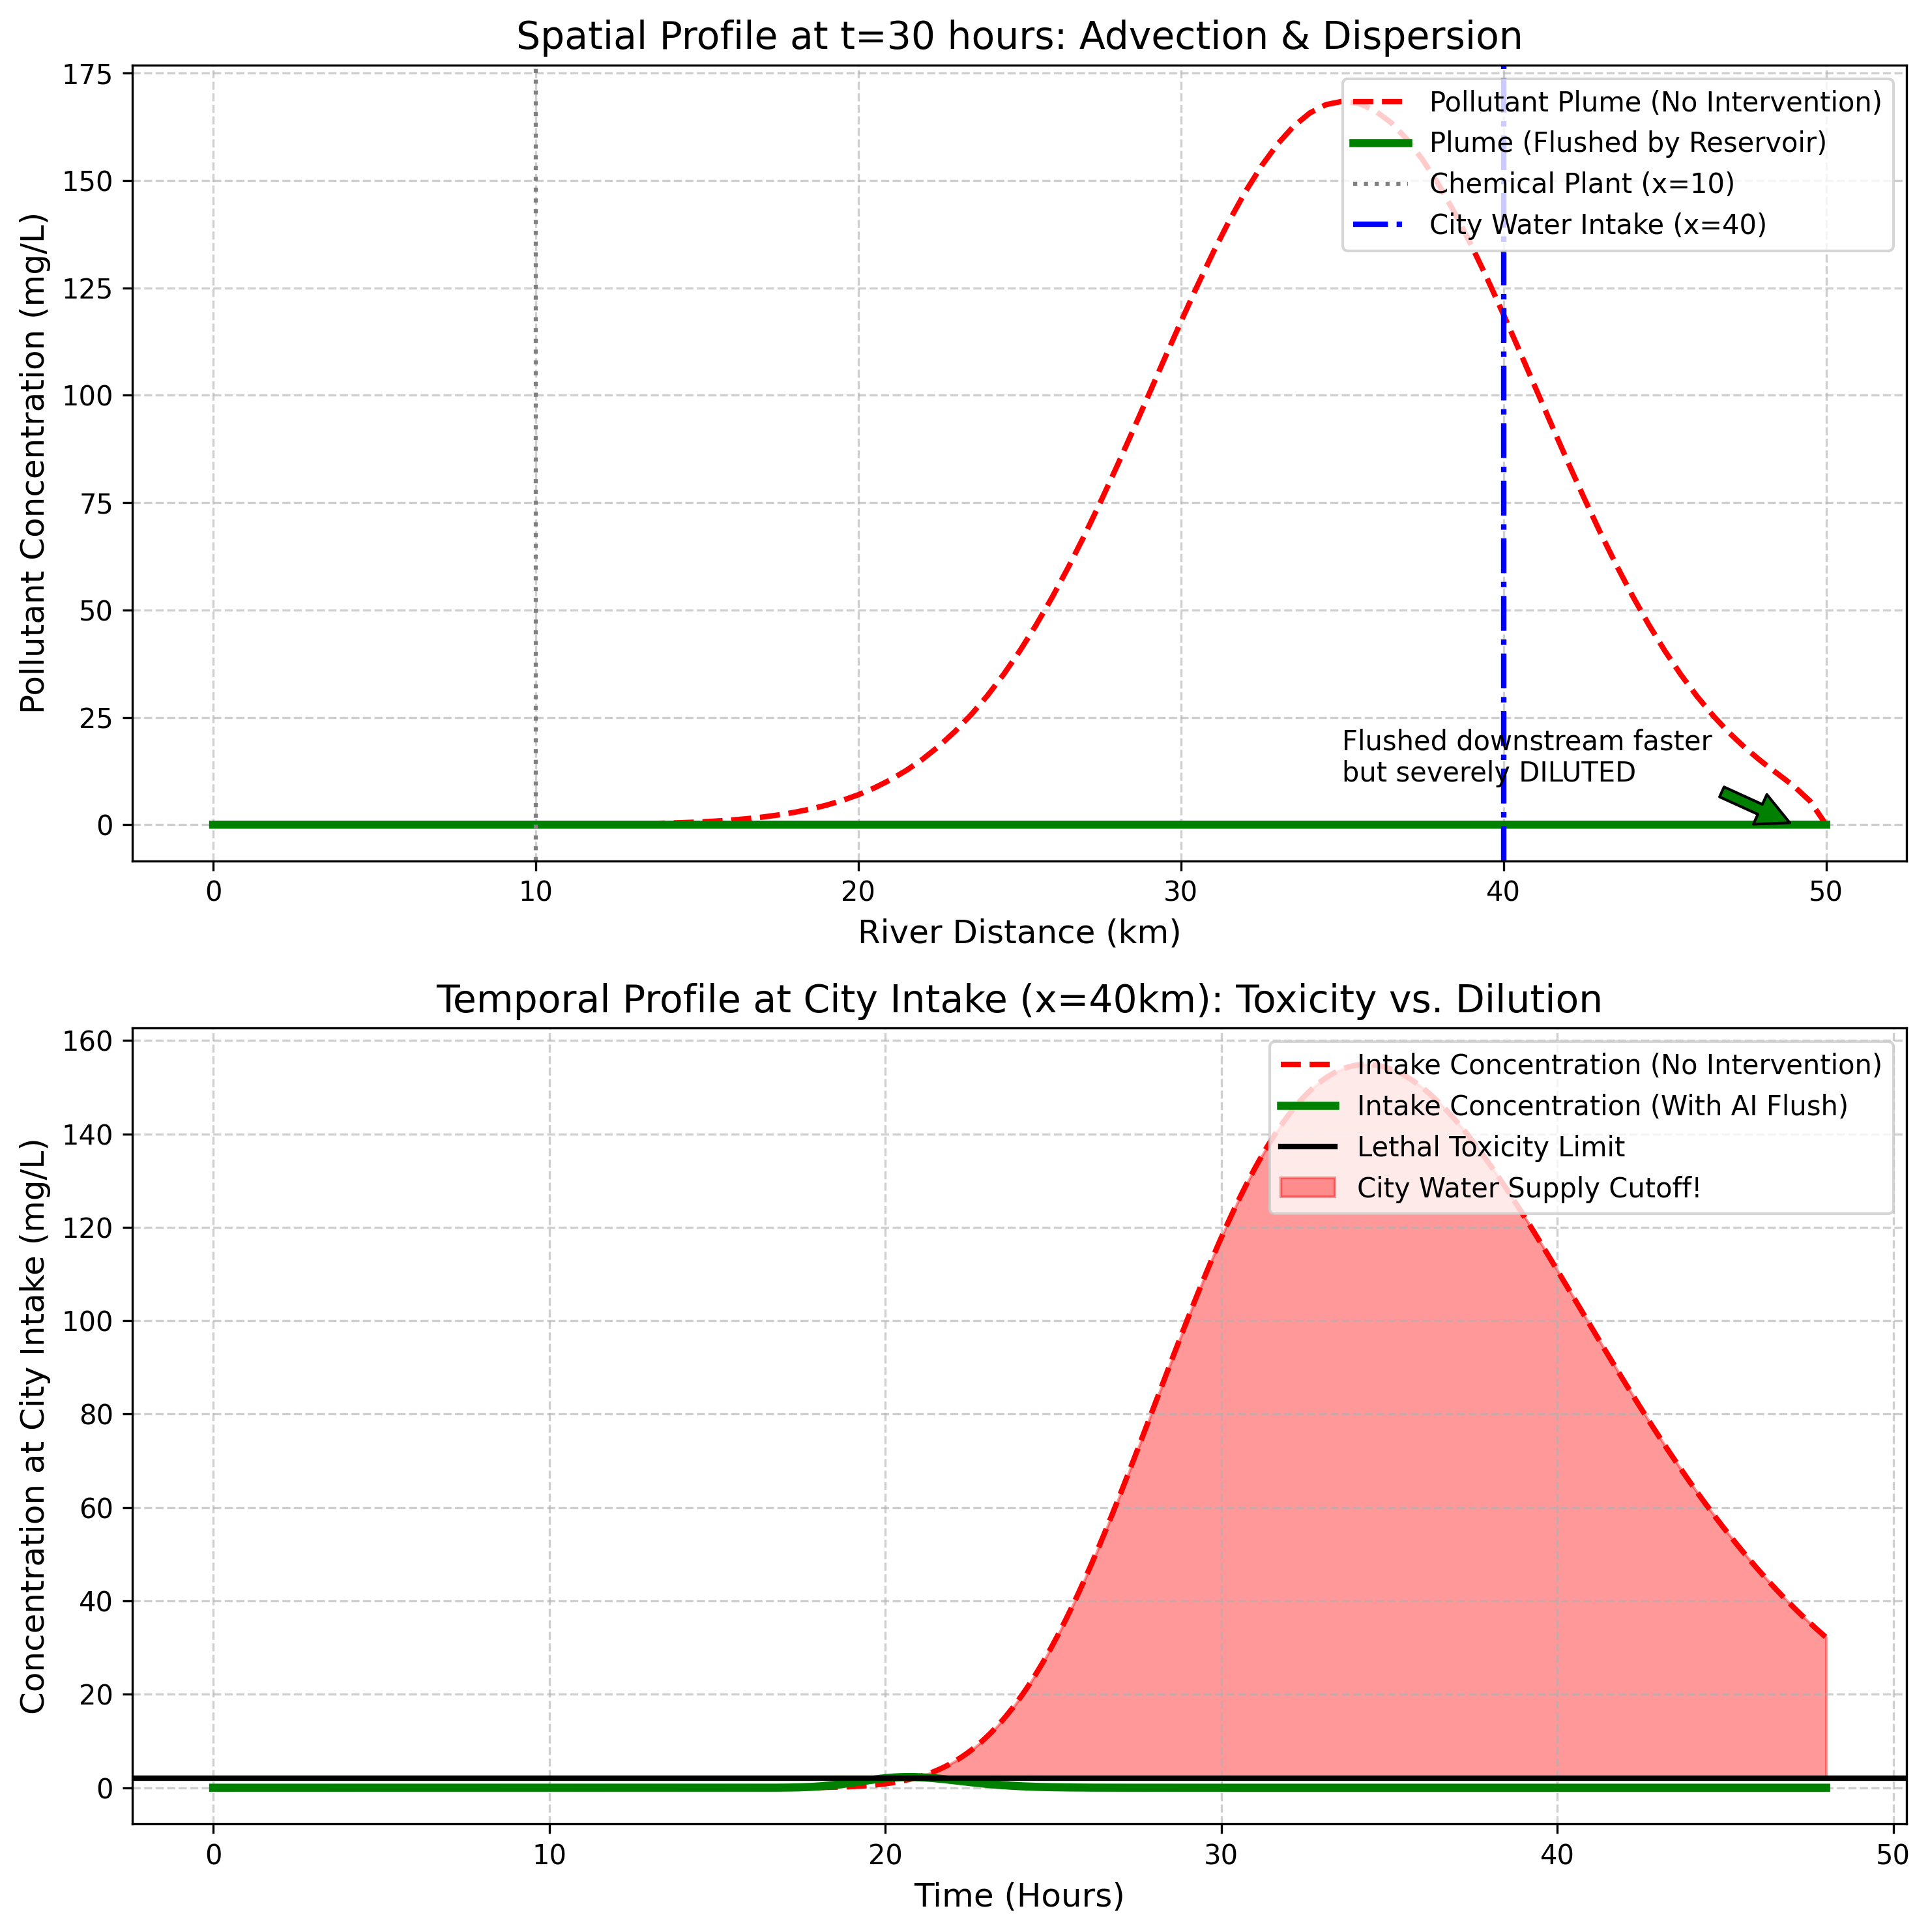 Spatial Profile at t=30 hours: Advection & Dispersion
175
150
125
100
75
50
25
0
Pollutant Concentration (mg/L)
Pollutant Plume (No Intervention)
Plume (Flushed by Reservoir)
Chemical Plant (x=10)
City Water Intake (x=40)
Flushed downstream faster
but severely DILUTED
0 10 20 30 40 50
River Distance (km)
Temporal Profile at City Intake (x=40km): Toxicity vs. Dilution
160
140
120
100
80
60
40
20
0
Concentration at City Intake (mg/L)
Intake Concentration (No Intervention)
Intake Concentration (With AI Flush)
Lethal Toxicity Limit
City Water Supply Cutoff!
0 10 20 30 40 50
Time (Hours)